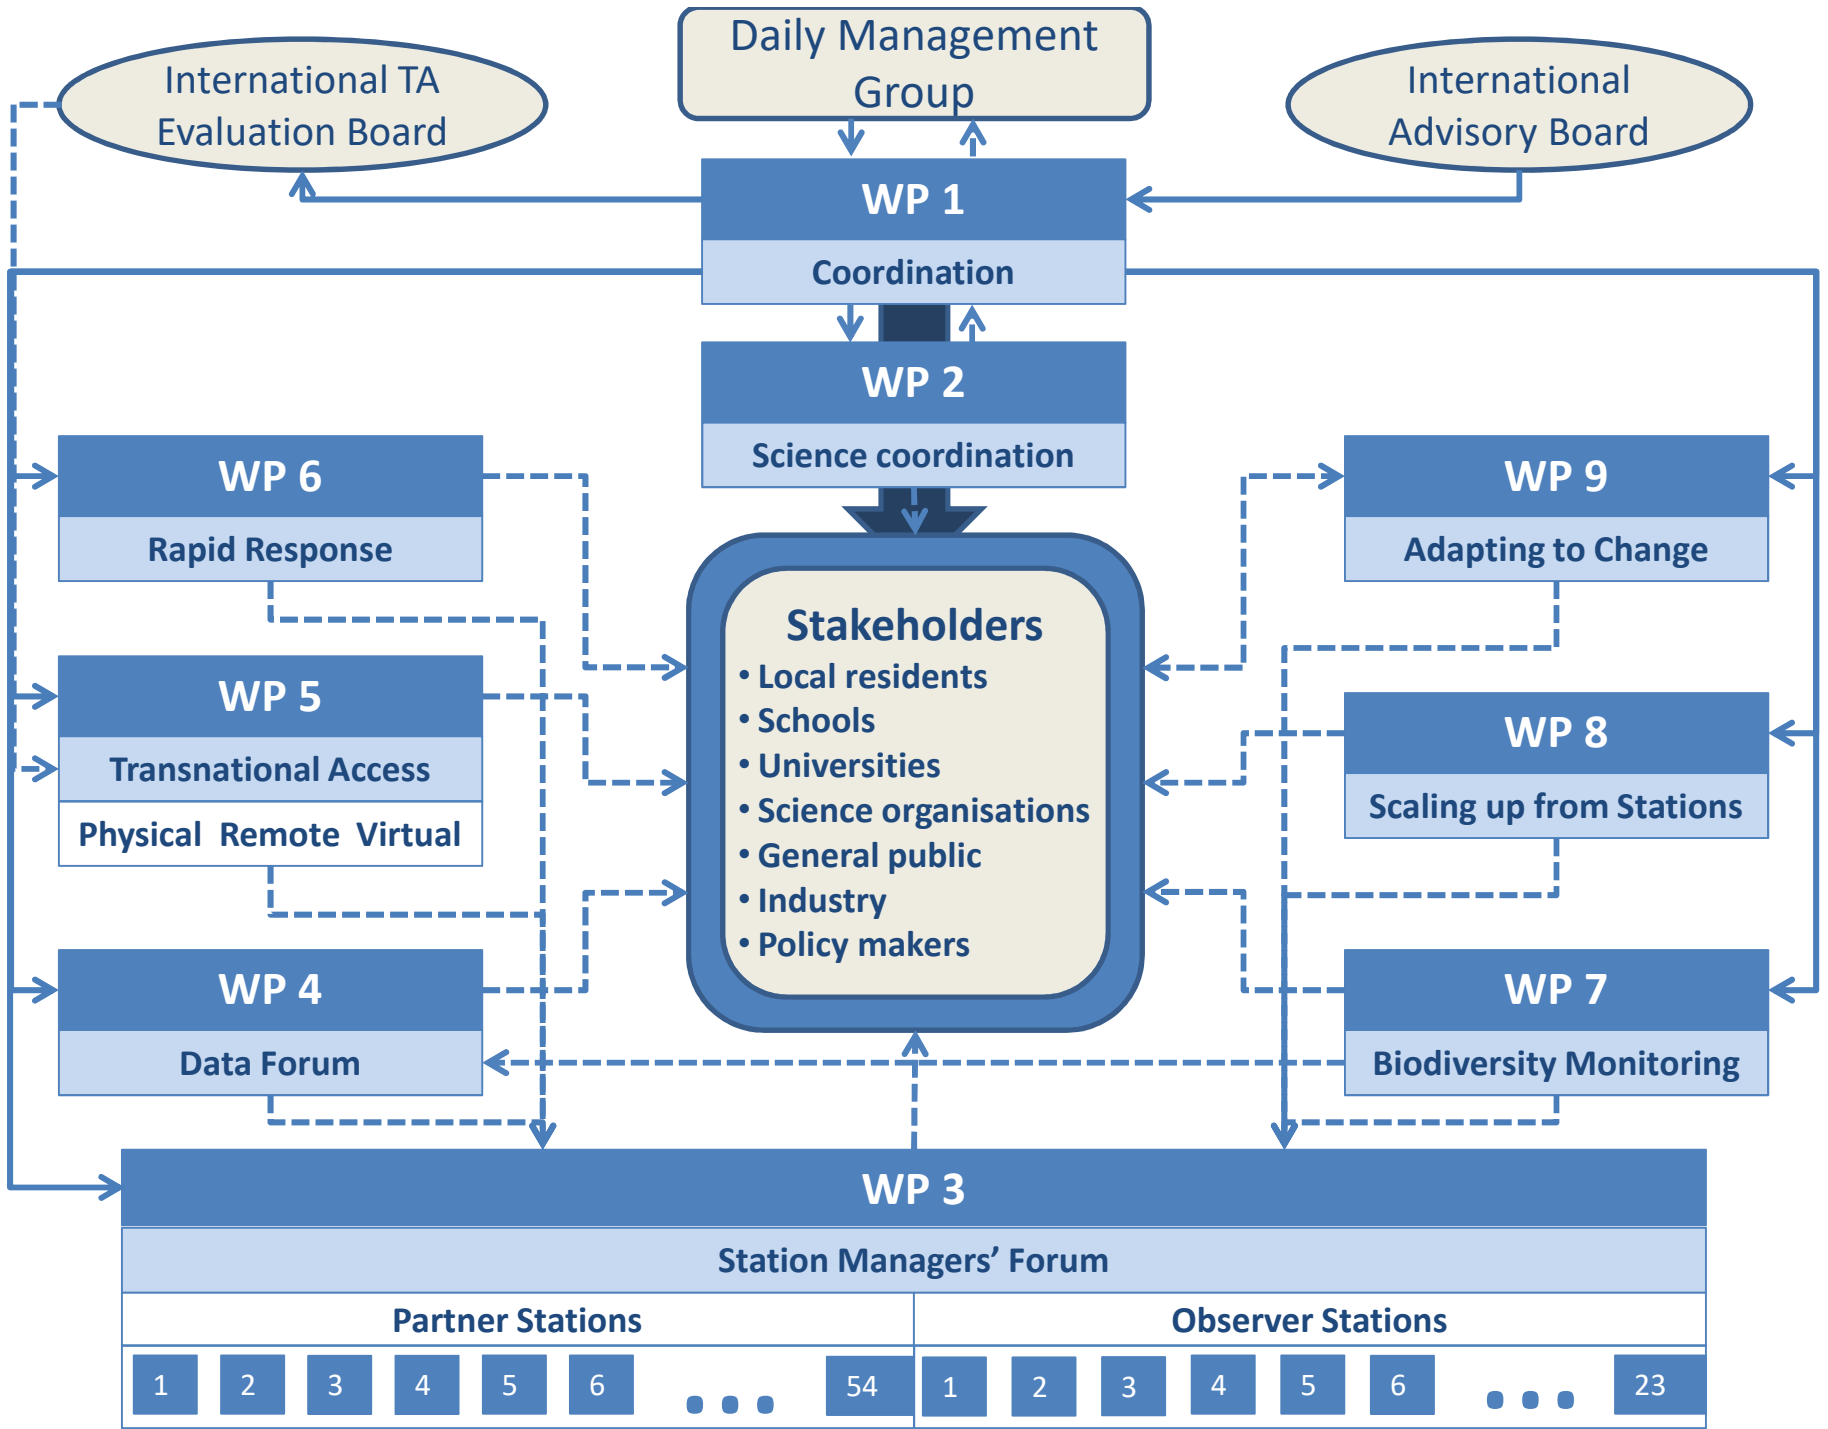 International TA
Evaluation Board
Daily Management
Group
International
Advisory Board
WP 1
Coordination
WP 2
Science coordination
WP 6
Rapid Response
WP 5
Transnational Access
Physical Remote Virtual
WP 4
Data Forum
Stakeholders
• Local residents
• Schools
• Universities
• Science organisations
• General public
• Industry
• Policy makers
WP 9
Adapting to Change
WP 8
Scaling up from Stations
WP 7
Biodiversity Monitoring
WP 3
Station Managers’ Forum
Partner Stations
Observer Stations
1 2 3 4 5 6 ... 54
1 2 3 4 5 6 ... 23